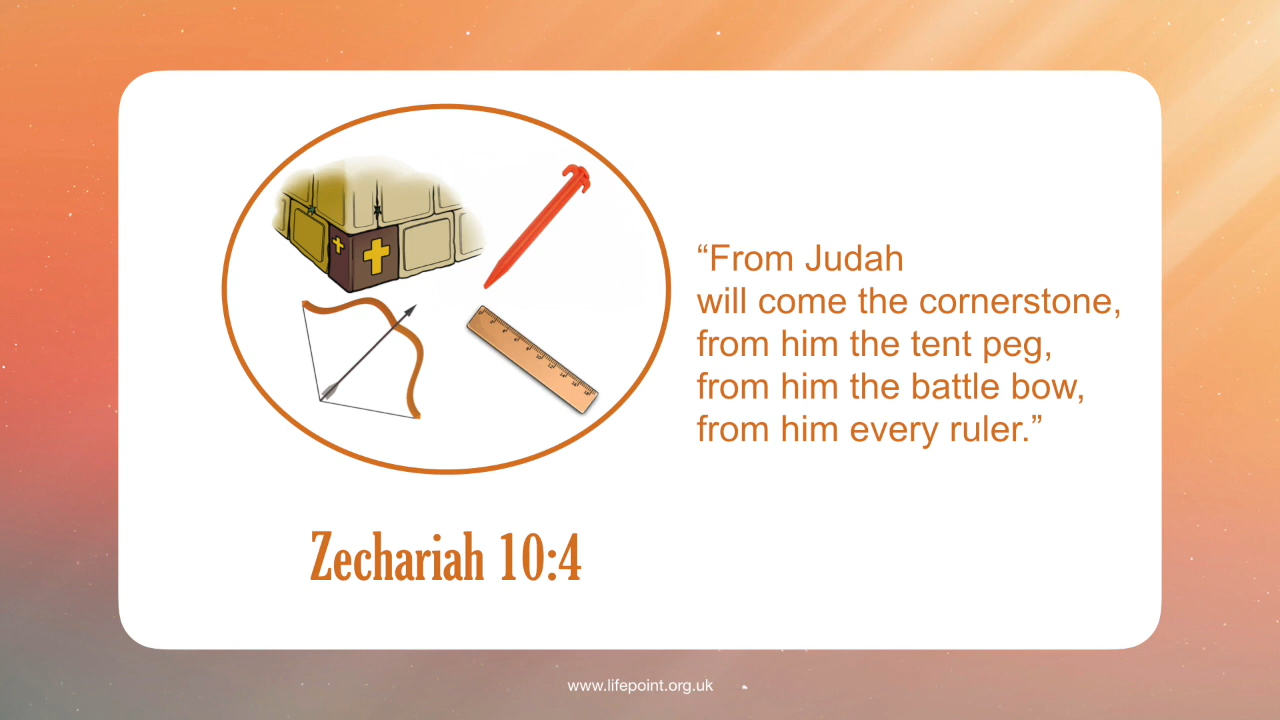 “From Judah
will come the cornerstone,
from him the tent peg,
from him the battle bow,
from him every ruler.”
Zechariah 10:4
www.lifepoint.org.uk